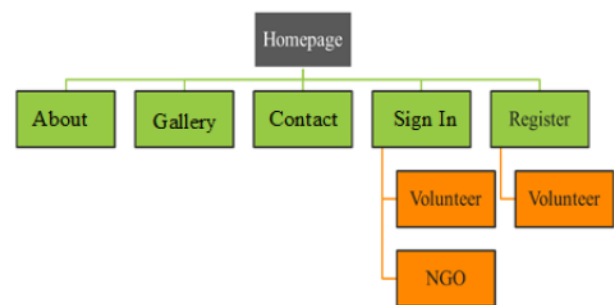 Homepage
About
Gallery
Contact
Sign In
Register
Volunteer
Volunteer
NGO